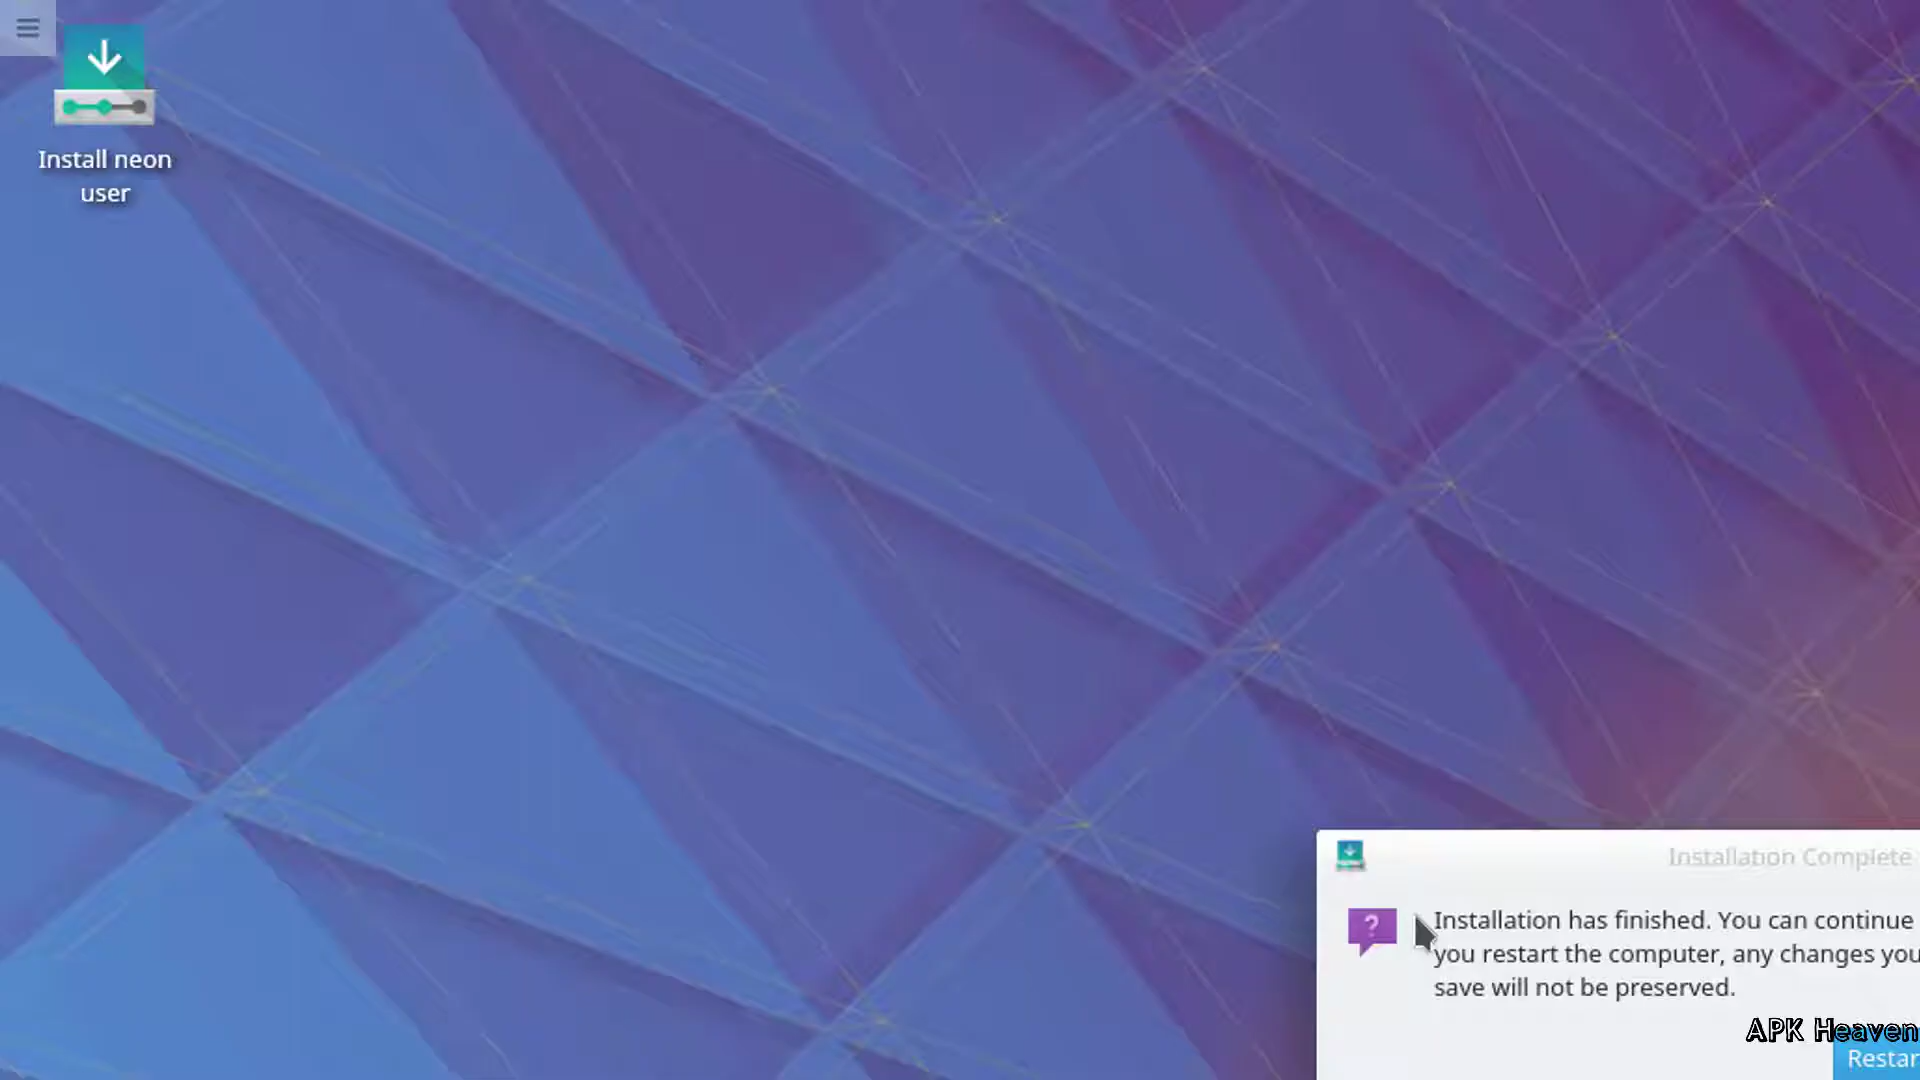 Install neon
user
Installation Complete
Installation has finished. You can continue
you restart the computer, any changes you
save will not be preserved.
APK Heaven
Restar